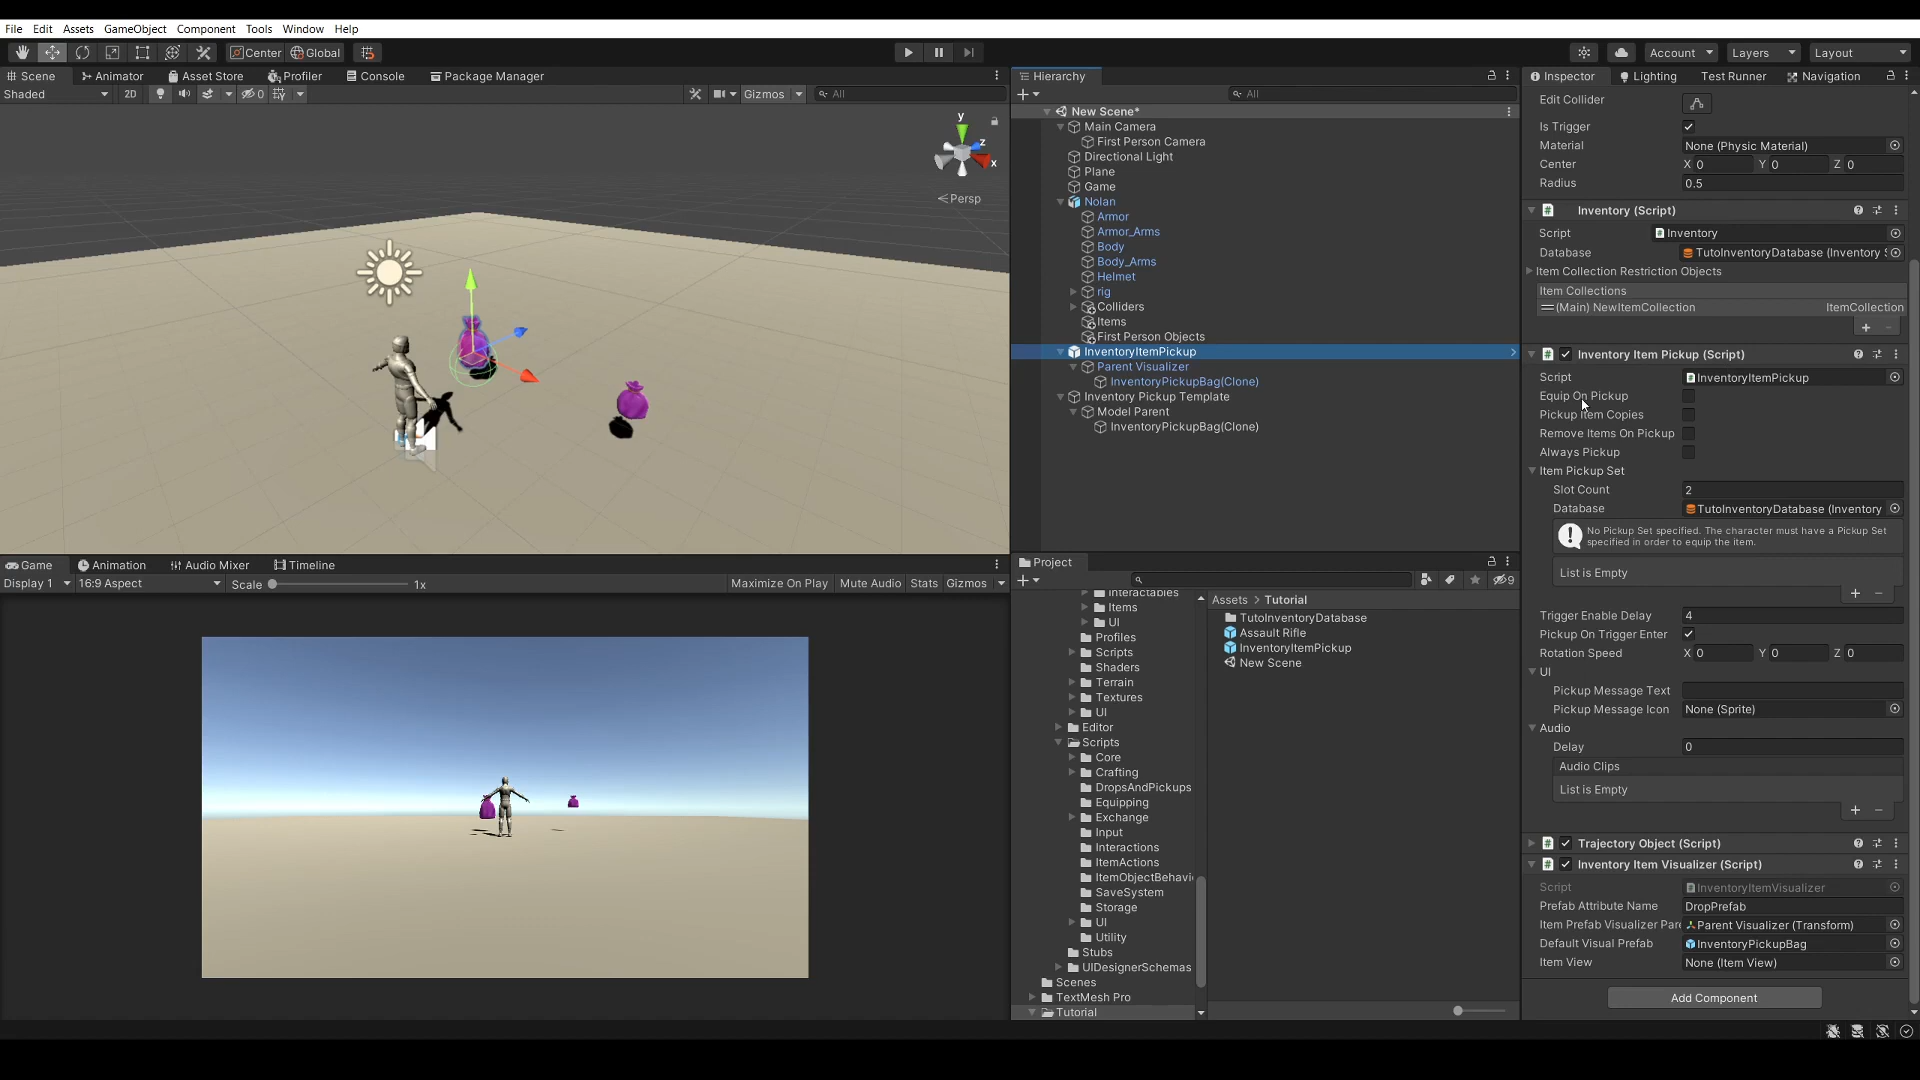 File Edit Assets GameObject Component Tools Window Help
Center Global Account Layers Layout
Scene Animator Asset Store Profiler Console Package Manager
Shaded 2D 0 Gizmos All
y
z
x
Persp
Game Animation Audio Mixer Timeline
Display 1 16:9 Aspect Scale 1x Maximize On Play Mute Audio Stats Gizmos
Hierarchy
All
New Scene*
Main Camera
First Person Camera
Directional Light
Plane
Game
Nolan
Armor
Armor_Arms
Body
Body_Arms
Helmet
rig
Colliders
Items
First Person Objects
InventoryItemPickup
Parent Visualizer
InventoryPickupBag(Clone)
Inventory Pickup Template
Model Parent
InventoryPickupBag(Clone)
Project
9
Interactables
Items
UI
Profiles
Scripts
Shaders
Terrain
Textures
UI
Editor
Scripts
Core
Crafting
DropsAndPickups
Equipping
Exchange
Input
Interactions
ItemActions
ItemObjectBehavi
SaveSystem
Storage
UI
Utility
Stubs
UIDesignerSchemas
Scenes
TextMesh Pro
Tutorial
Assets > Tutorial
TutoInventoryDatabase
Assault Rifle
InventoryItemPickup
New Scene
Inspector Lighting Test Runner Navigation
Edit Collider
Is Trigger
Material None (Physic Material)
Center X 0 Y 0 Z 0
Radius 0.5
Inventory (Script)
Script Inventory
Database TutoInventoryDatabase (Inventory
Item Collection Restriction Objects
Item Collections
(Main) NewItemCollection ItemCollection
Inventory Item Pickup (Script)
Script InventoryItemPickup
Equip On Pickup
Pickup Item Copies
Remove Items On Pickup
Always Pickup
Item Pickup Set
Slot Count 2
Database TutoInventoryDatabase (Inventory
No Pickup Set specified. The character must have a Pickup Set
specified in order to equip the item.
List is Empty
Trigger Enable Delay 4
Pickup On Trigger Enter
Rotation Speed X 0 Y 0 Z 0
UI
Pickup Message Text
Pickup Message Icon None (Sprite)
Audio
Delay 0
Audio Clips
List is Empty
Trajectory Object (Script)
Inventory Item Visualizer (Script)
Script InventoryItemVisualizer
Prefab Attribute Name DropPrefab
Item Prefab Visualizer Par Parent Visualizer (Transform)
Default Visual Prefab InventoryPickupBag
Item View None (Item View)
Add Component